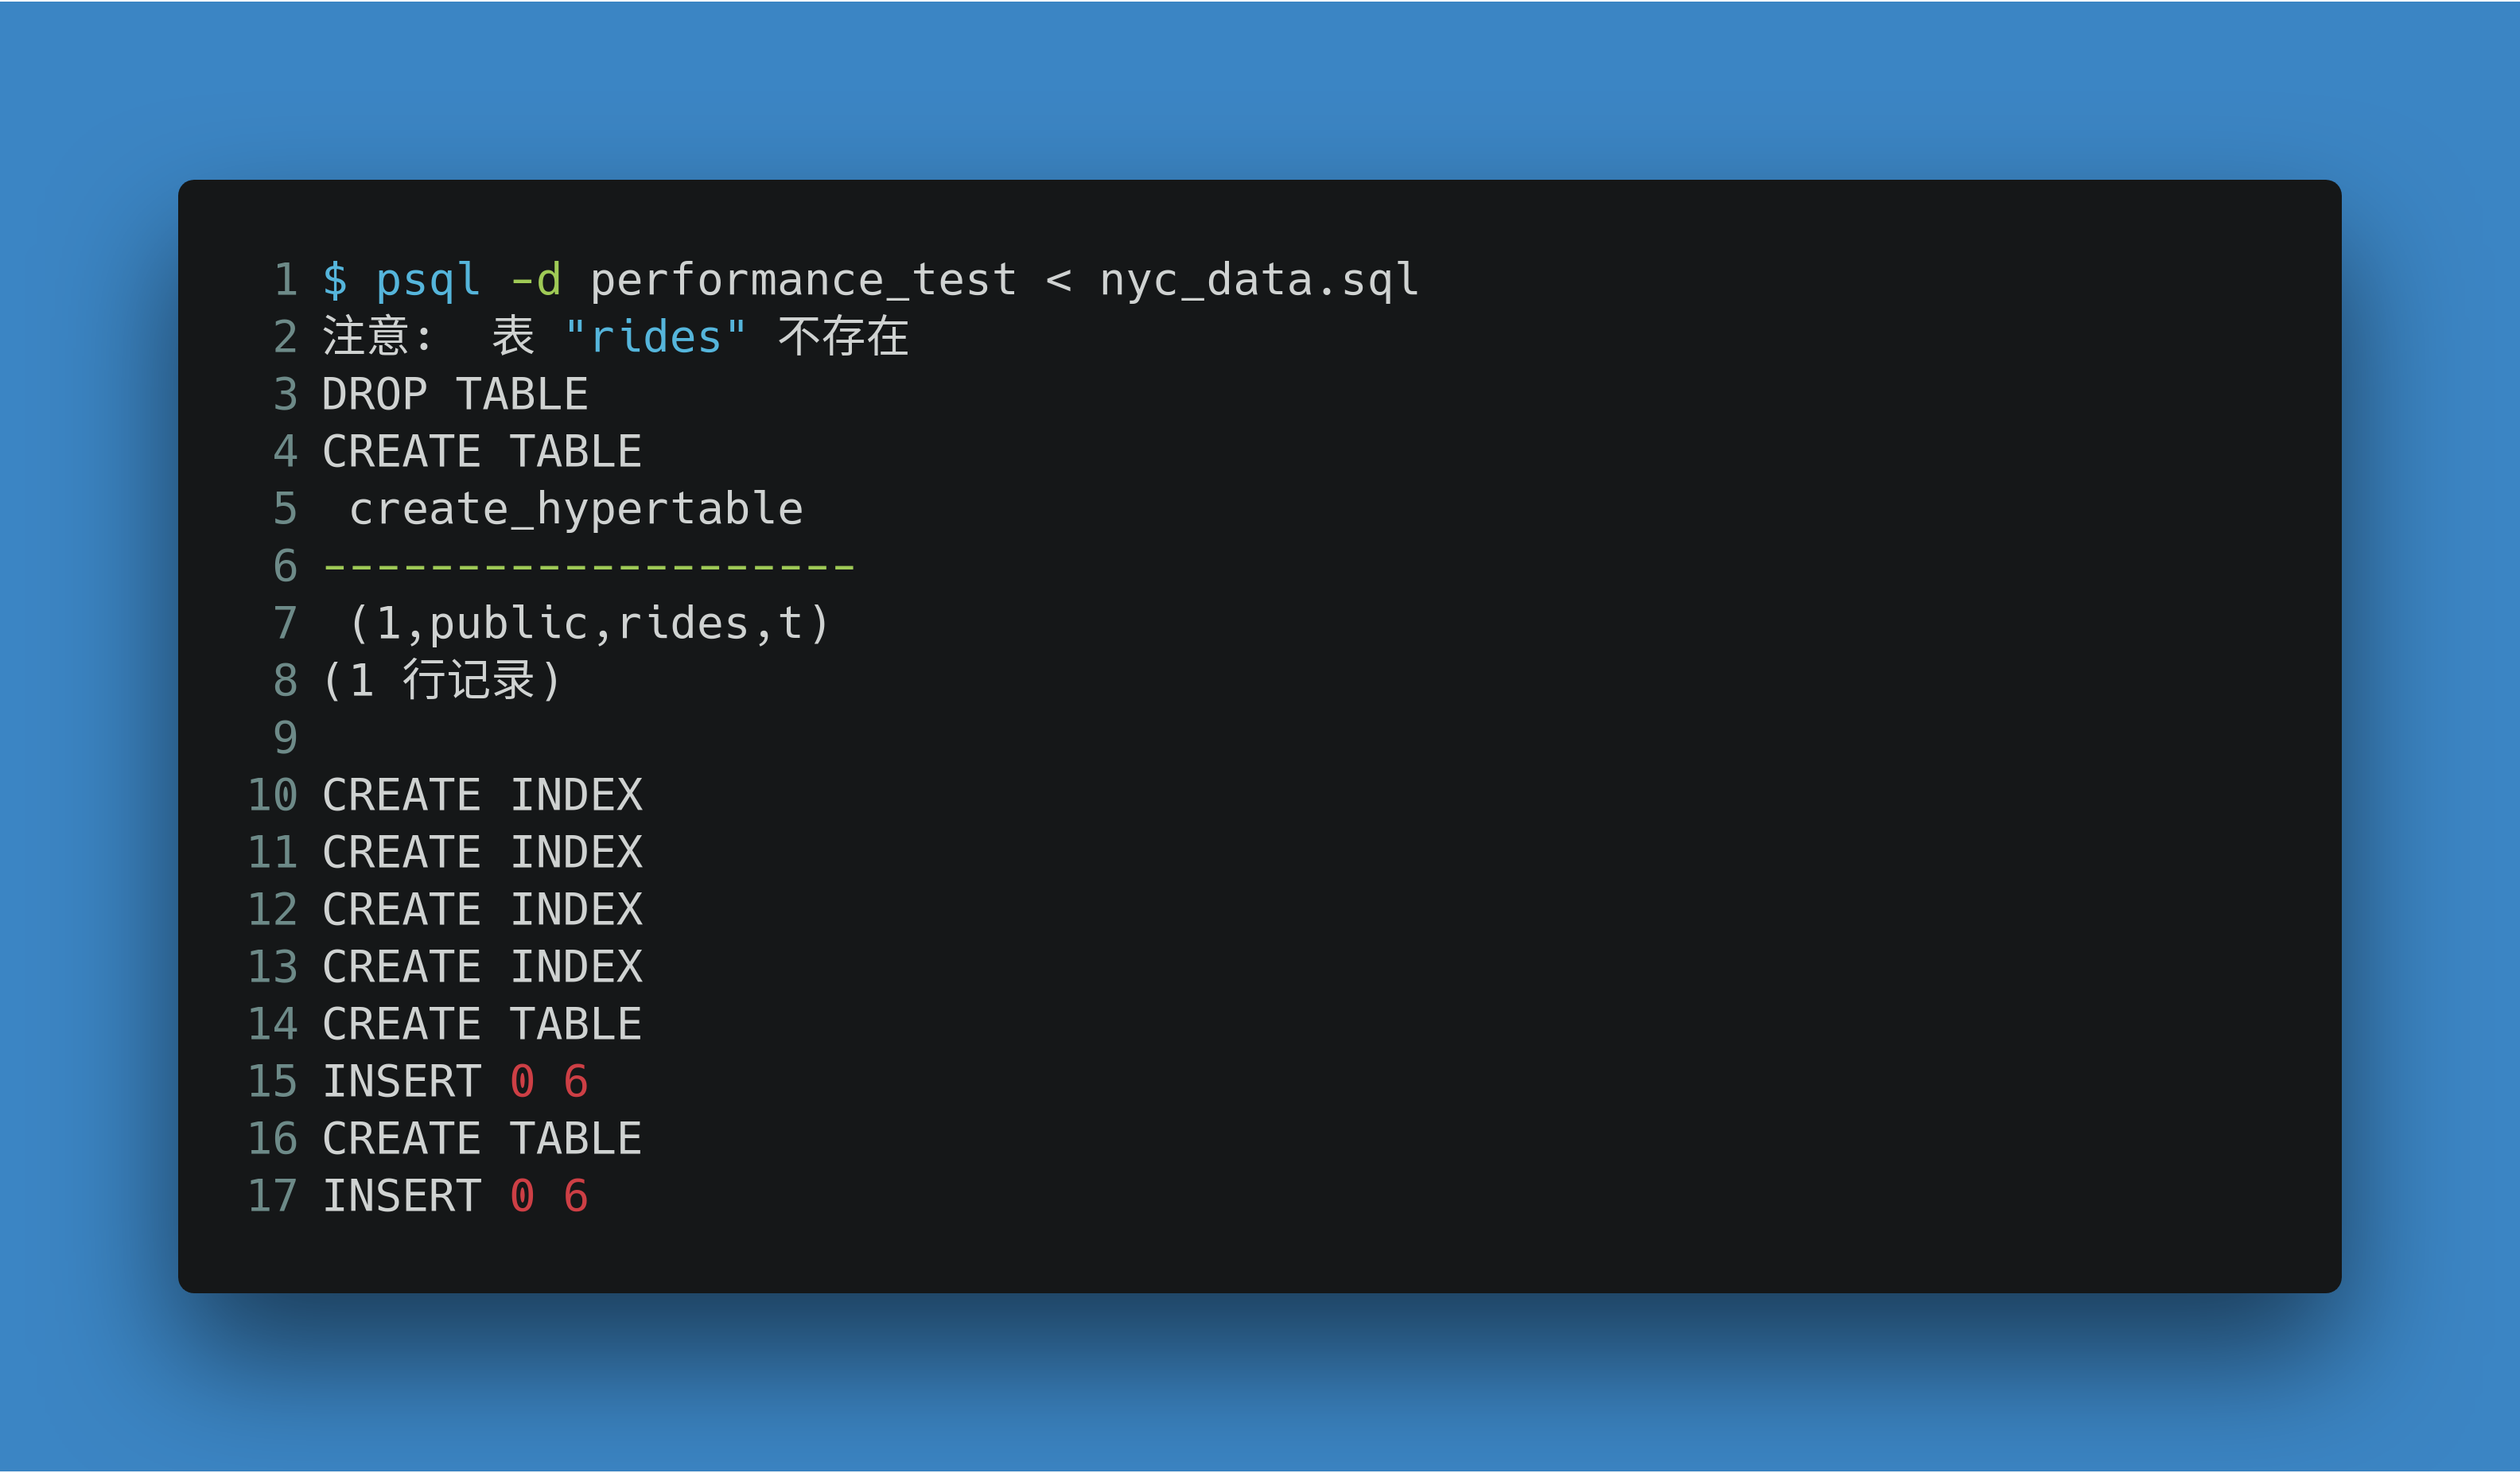 1 $ psql -d performance_test < nyc_data.sql
2 注意:  表 "rides" 不存在
3 DROP TABLE
4 CREATE TABLE
5  create_hypertable
6 --------------------
7  (1,public,rides,t)
8 (1 行记录)
9
10 CREATE INDEX
11 CREATE INDEX
12 CREATE INDEX
13 CREATE INDEX
14 CREATE TABLE
15 INSERT 0 6
16 CREATE TABLE
17 INSERT 0 6